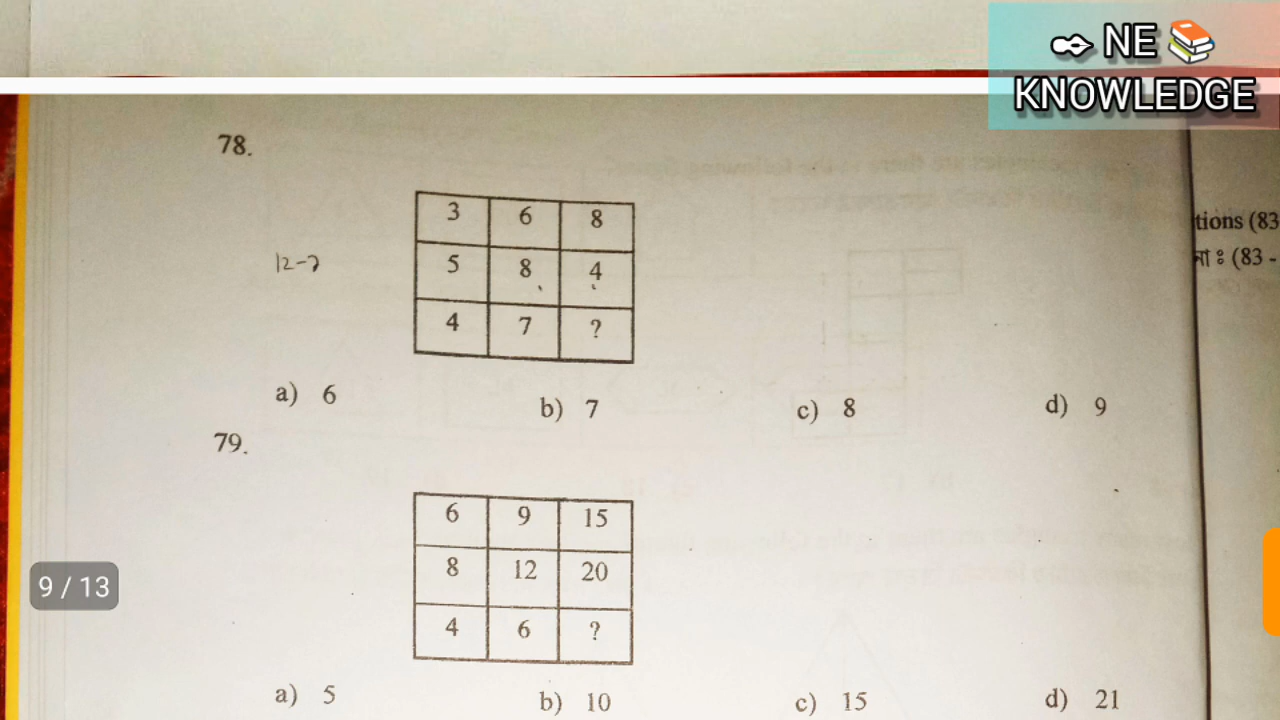 ✒ NE 📚
KNOWLEDGE
78.
3 6 8
12-7
5 8 4
4 7 ?
a) 6 b) 7 c) 8 d) 9
79.
6 9 15
8 12 20
4 6 ?
a) 5 b) 10 c) 15 d) 21
tions (83
(83 -
9 / 13